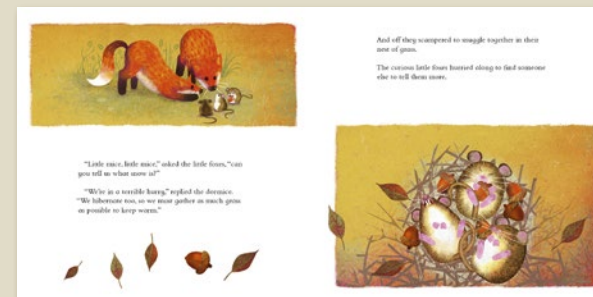 "Little mice, little mice," asked the little foxes, "can
you tell us what snow is?"
"We're in a terrible hurry," replied the dormice.
"We hibernate too, so we must gather as much grass
as possible to keep warm."
And off they scampered to snuggle together in their
nest of grass.
The curious little foxes hurried along to find someone
else to tell them more.